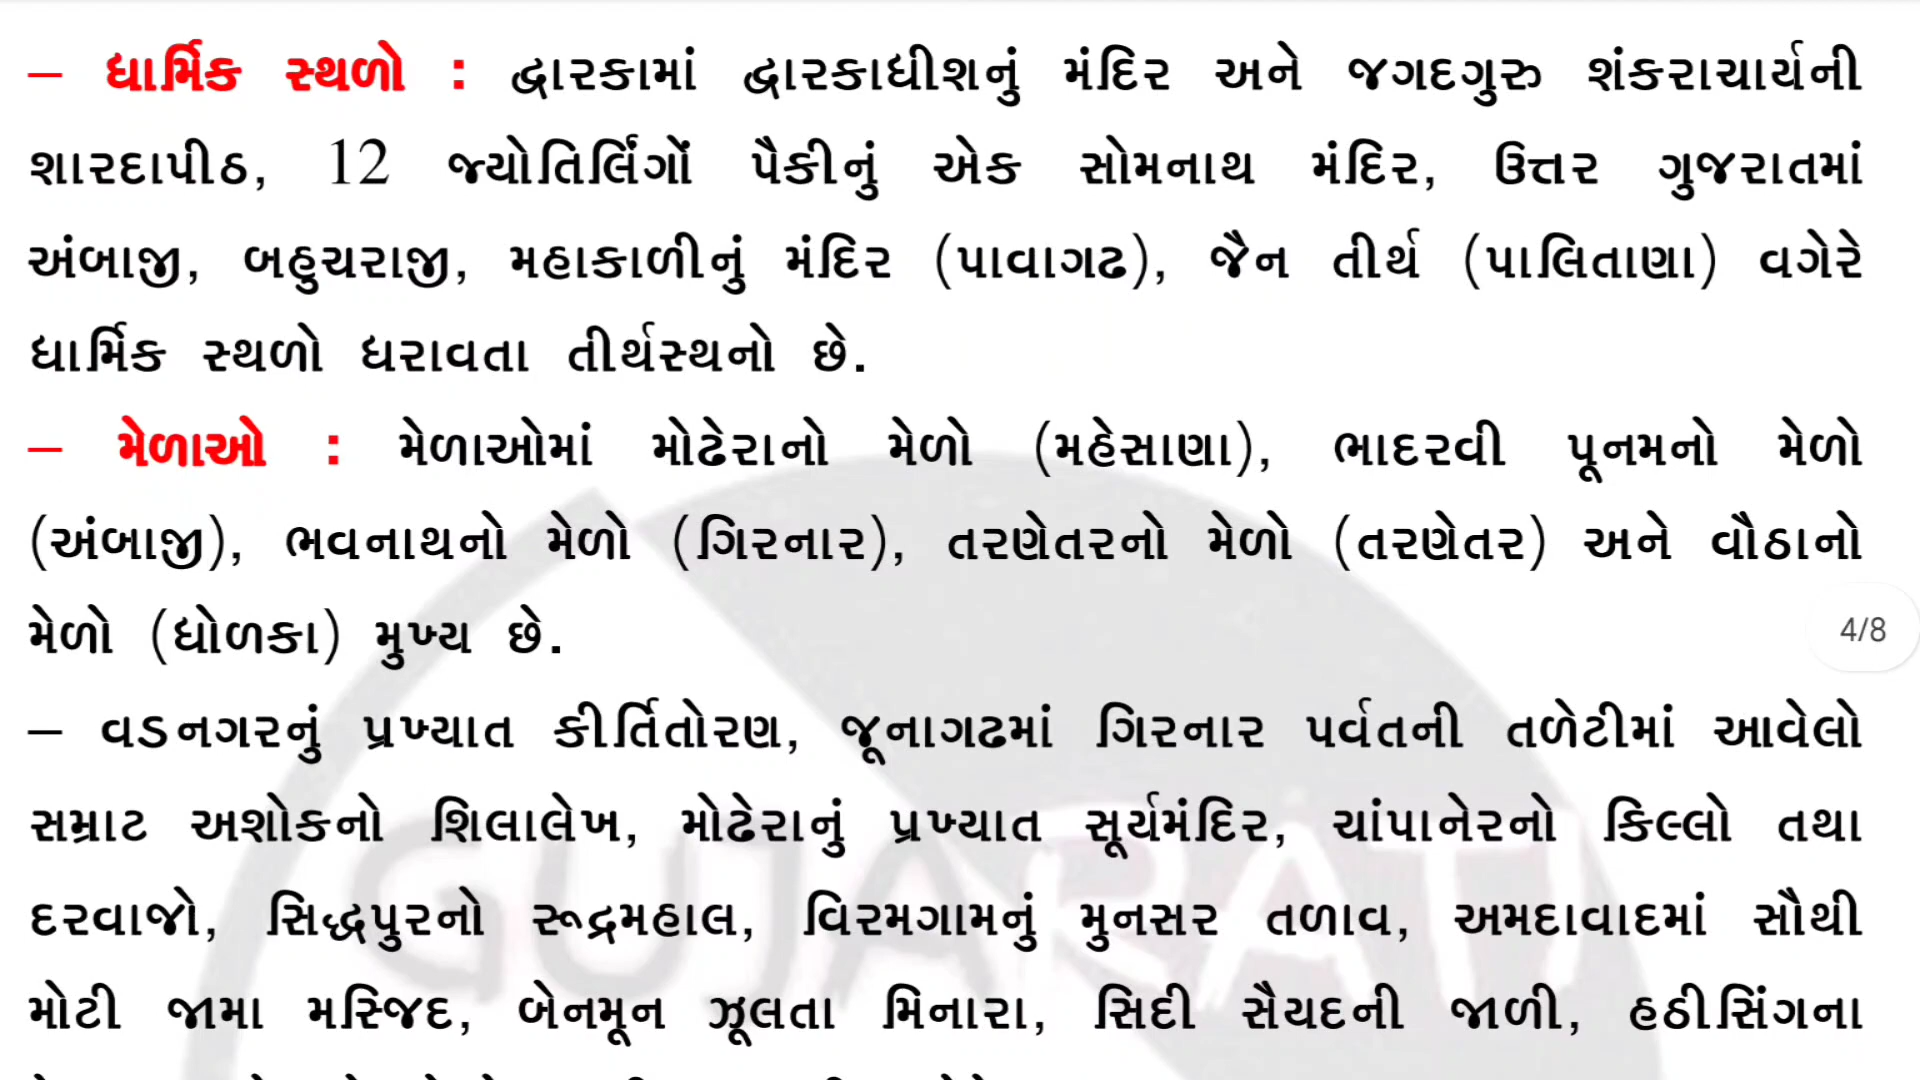 – ધાર્મિક સ્થળો : દ્વારકામાં દ્વારકાધીશનું મંદિર અને જગદગુરુ શંકરાચાર્યની
શારદાપીઠ, 12 જ્યોતિર્લિંગોં પૈકીનું એક સોમનાથ મંદિર, ઉત્તર ગુજરાતમાં
અંબાજી, બહુચરાજી, મહાકાળીનું મંદિર (પાવાગઢ), જૈન તીર્થ (પાલિતાણા) વગેરે
ધાર્મિક સ્થળો ધરાવતા તીર્થસ્થનો છે.
– મેળાઓ : મેળાઓમાં મોઢેરાનો મેળો (મહેસાણા), ભાદરવી પૂનમનો મેળો
(અંબાજી), ભવનાથનો મેળો (ગિરનાર), તરણેતરનો મેળો (તરણેતર) અને વૌઠાનો
મેળો (ધોળકા) મુખ્ય છે.
4/8
– વડનગરનું પ્રખ્યાત કીર્તિતોરણ, જૂનાગઢમાં ગિરનાર પર્વતની તળેટીમાં આવેલો
સમ્રાટ અશોકનો શિલાલેખ, મોઢેરાનું પ્રખ્યાત સૂર્યમંદિર, ચાંપાનેરનો કિલ્લો તથા
દરવાજો, સિદ્ધપુરનો રૂદ્રમહાલ, વિરમગામનું મુનસર તળાવ, અમદાવાદમાં સૌથી
મોટી જામા મસ્જિદ, બેનમૂન ઝૂલતા મિનારા, સિદી સૈયદની જાળી, હઠીસિંગના
GUJARATI